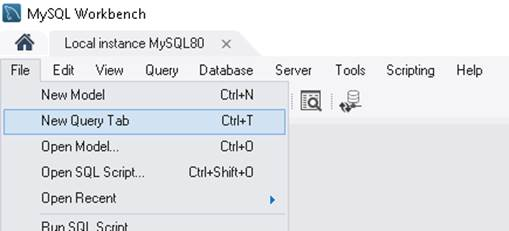 MySQL Workbench
Local instance MySQL80
File Edit View Query Database Server Tools Scripting Help
New Model Ctrl+N
New Query Tab Ctrl+T
Open Model... Ctrl+O
Open SQL Script... Ctrl+Shift+O
Open Recent
Run SQL Script